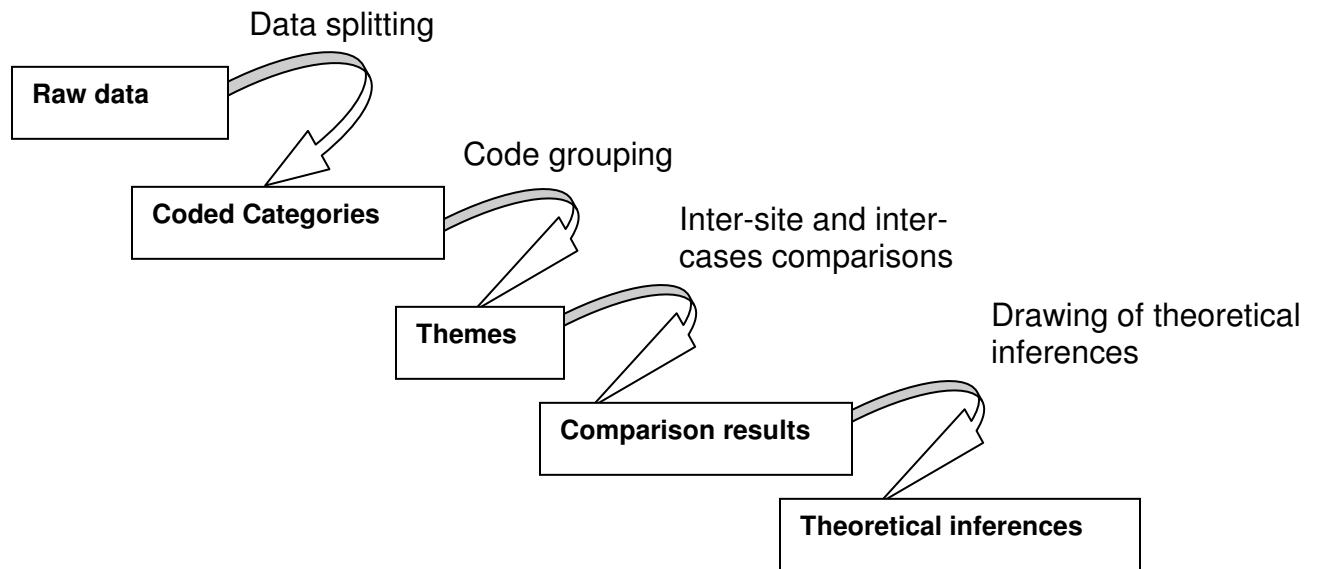 Data splitting
Raw data
Code grouping
Coded Categories
Inter-site and inter-
cases comparisons
Themes
Drawing of theoretical
inferences
Comparison results
Theoretical inferences